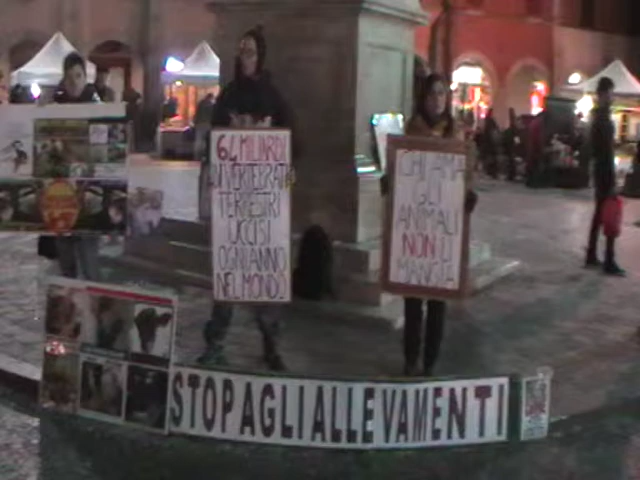 64 MILIARDI
DI VERTEBRATI
TERRESTRI
UCCISI
OGNI ANNO
NEL MONDO
CHI AMA
GLI
ANIMALI
NON LI
MANGIA
STOP AGLI ALLEVAMENTI